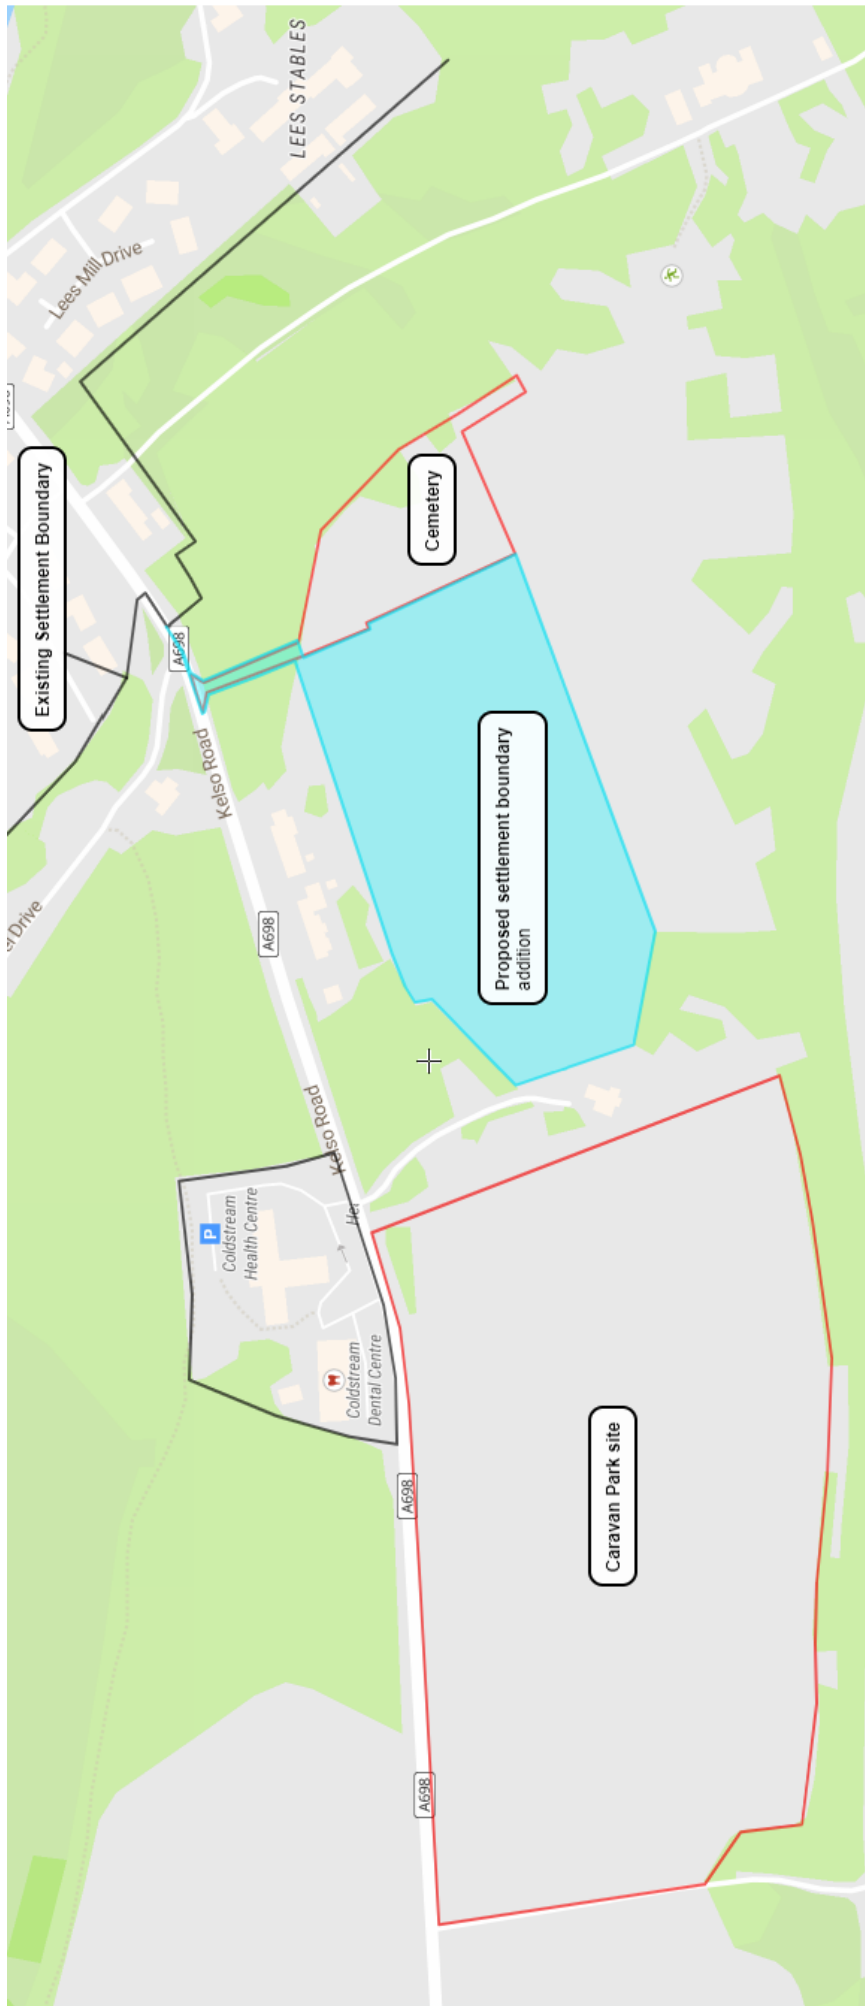 LEES STABLES
Lees Mill Drive
Existing Settlement Boundary
Cemetery
A698
Kelso Road
Proposed settlement boundary
addition
A698
Drive
Kelso Road
P
Coldstream
Health Centre
Coldstream
Dental Centre
A698
Caravan Park site
A698